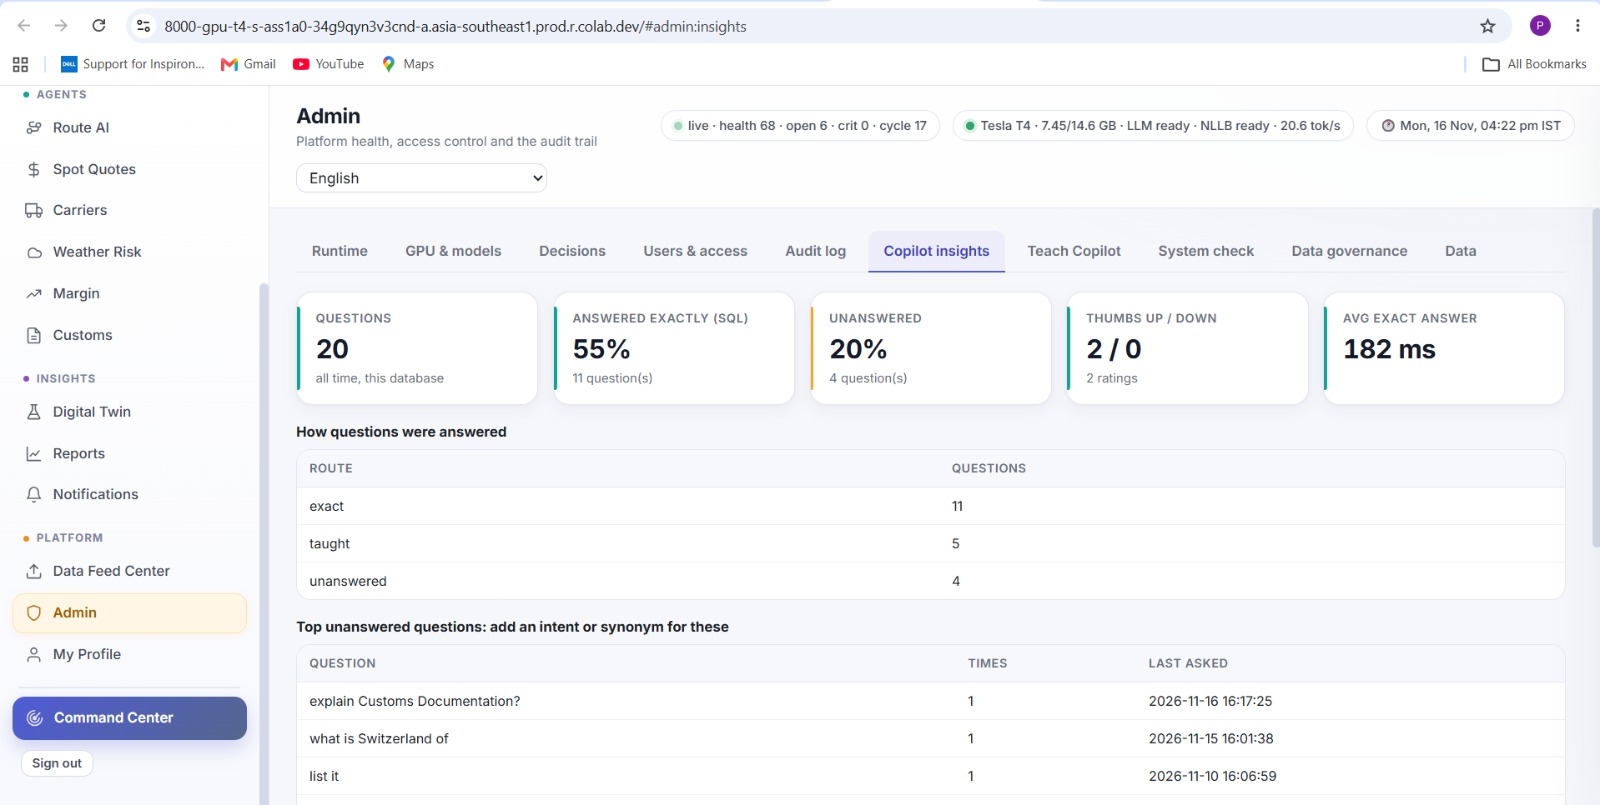 8000-gpu-t4-s-ass1a0-34g9qyn3v3cnd-a.asia-southeast1.prod.r.colab.dev/#admin:insights
P
DELL Support for Inspiron... Gmail YouTube Maps All Bookmarks
AGENTS
Route AI
Spot Quotes
Carriers
Weather Risk
Margin
Customs
INSIGHTS
Digital Twin
Reports
Notifications
PLATFORM
Data Feed Center
Admin
My Profile
Command Center
Sign out
Admin
Platform health, access control and the audit trail
live · health 68 · open 6 · crit 0 · cycle 17
Tesla T4 · 7.45/14.6 GB · LLM ready · NLLB ready · 20.6 tok/s
Mon, 16 Nov, 04:22 pm IST
English
Runtime GPU & models Decisions Users & access Audit log Copilot insights Teach Copilot System check Data governance Data
QUESTIONS
20
all time, this database
ANSWERED EXACTLY (SQL)
55%
11 question(s)
UNANSWERED
20%
4 question(s)
THUMBS UP / DOWN
2 / 0
2 ratings
AVG EXACT ANSWER
182 ms
How questions were answered
ROUTE QUESTIONS
exact 11
taught 5
unanswered 4
Top unanswered questions: add an intent or synonym for these
QUESTION TIMES LAST ASKED
explain Customs Documentation? 1 2026-11-16 16:17:25
what is Switzerland of 1 2026-11-15 16:01:38
list it 1 2026-11-10 16:06:59